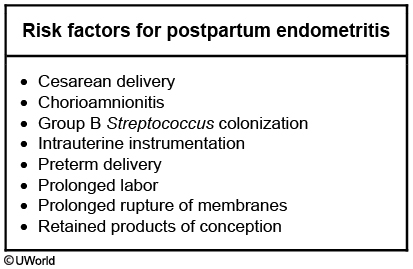 Risk factors for postpartum endometritis
• Cesarean delivery
• Chorioamnionitis
• Group B Streptococcus colonization
• Intrauterine instrumentation
• Preterm delivery
• Prolonged labor
• Prolonged rupture of membranes
• Retained products of conception
©UWorld